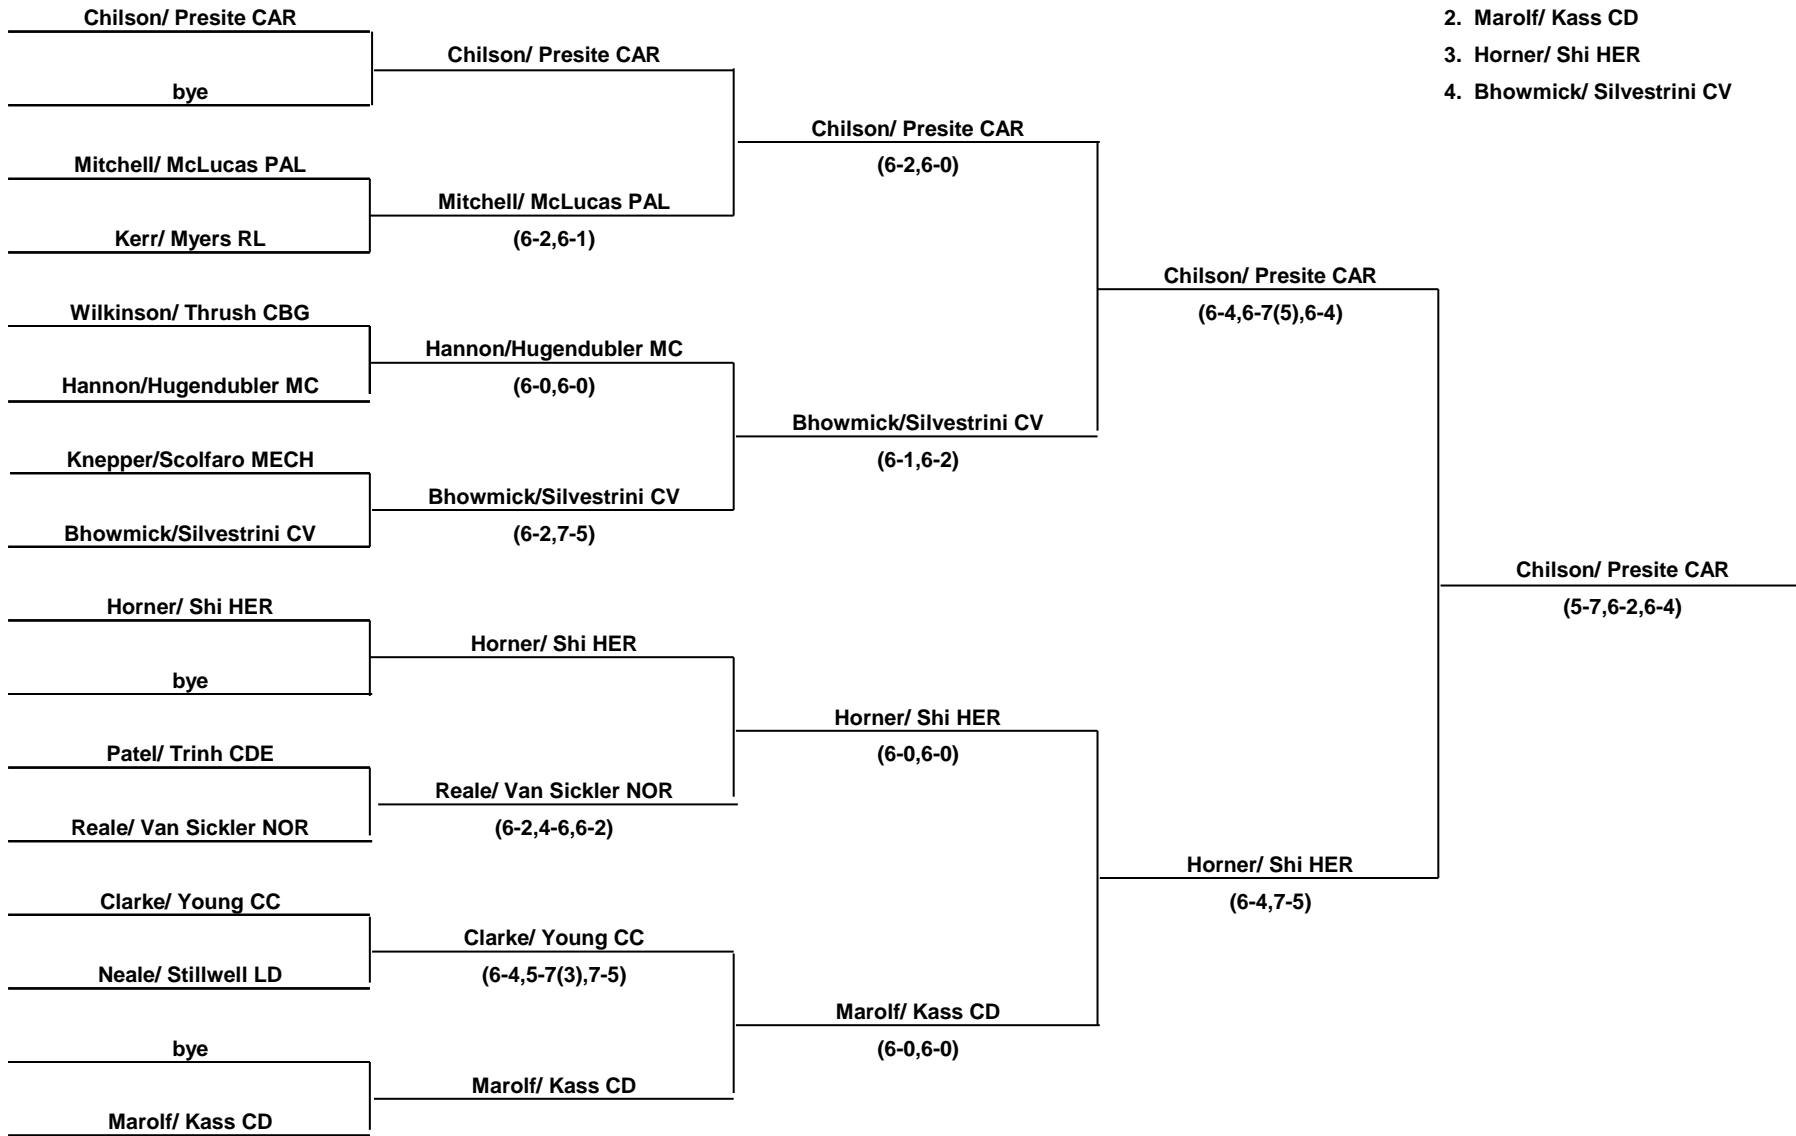 Chilson/ Presite CAR
2. Marolf/ Kass CD
Chilson/ Presite CAR
3. Horner/ Shi HER
bye
4. Bhowmick/ Silvestrini CV
Chilson/ Presite CAR
Mitchell/ McLucas PAL
(6-2,6-0)
Mitchell/ McLucas PAL
Kerr/ Myers RL
(6-2,6-1)
Chilson/ Presite CAR
Wilkinson/ Thrush CBG
(6-4,6-7(5),6-4)
Hannon/Hugendubler MC
Hannon/Hugendubler MC
(6-0,6-0)
Bhowmick/Silvestrini CV
Knepper/Scolfaro MECH
(6-1,6-2)
Bhowmick/Silvestrini CV
Bhowmick/Silvestrini CV
(6-2,7-5)
Chilson/ Presite CAR
Horner/ Shi HER
(5-7,6-2,6-4)
Horner/ Shi HER
bye
Horner/ Shi HER
Patel/ Trinh CDE
(6-0,6-0)
Reale/ Van Sickler NOR
Reale/ Van Sickler NOR
(6-2,4-6,6-2)
Horner/ Shi HER
Clarke/ Young CC
(6-4,7-5)
Clarke/ Young CC
Neale/ Stillwell LD
(6-4,5-7(3),7-5)
Marolf/ Kass CD
bye
(6-0,6-0)
Marolf/ Kass CD
Marolf/ Kass CD